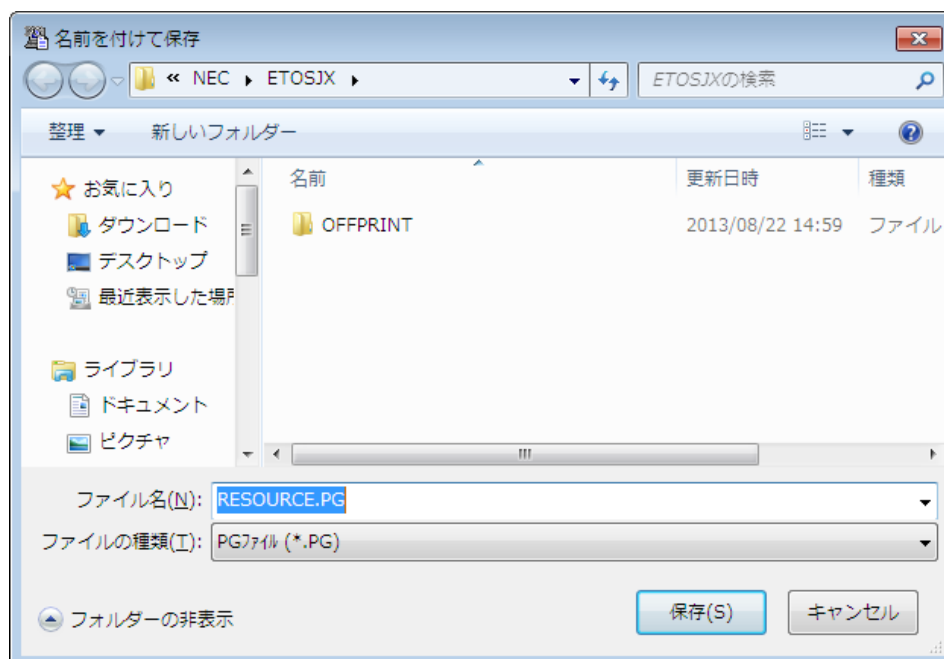 名前を付けて保存
« NEC ▸ ETOSJX ▸
ETOSJXの検索
整理 ▼ 新しいフォルダー
名前 更新日時 種類
OFFPRINT 2013/08/22 14:59 ファイル
お気に入り
ダウンロード
デスクトップ
最近表示した場所
ライブラリ
ドキュメント
ピクチャ
ファイル名(N): RESOURCE.PG
ファイルの種類(T): PGﾌｧｲﾙ (*.PG)
フォルダーの非表示
保存(S) キャンセル